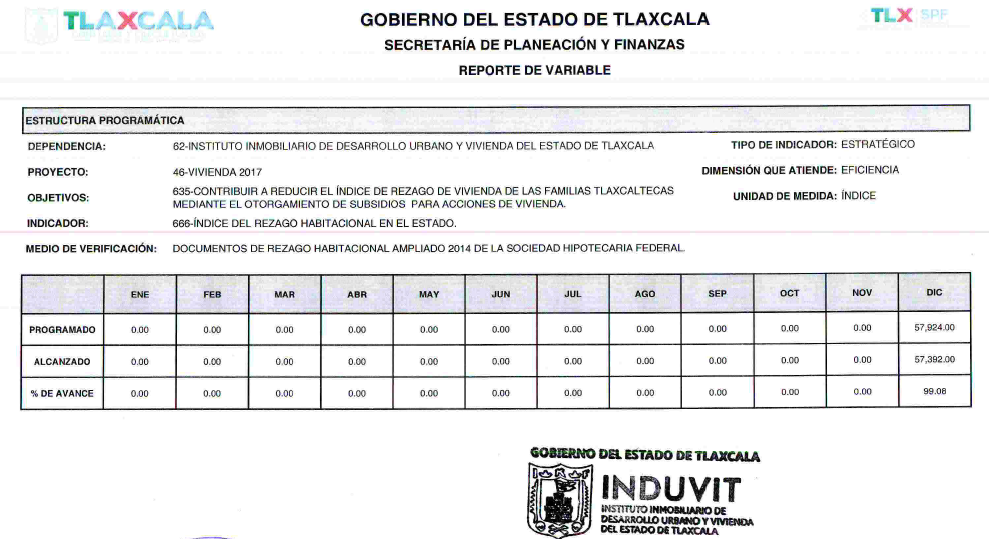 TLAXCALA
GOBIERNO DEL ESTADO DE TLAXCALA
TLX SPF
SECRETARÍA DE PLANEACIÓN Y FINANZAS
REPORTE DE VARIABLE
ESTRUCTURA PROGRAMÁTICA
DEPENDENCIA: 62-INSTITUTO INMOBILIARIO DE DESARROLLO URBANO Y VIVIENDA DEL ESTADO DE TLAXCALA TIPO DE INDICADOR: ESTRATÉGICO
PROYECTO: 46-VIVIENDA 2017 DIMENSIÓN QUE ATIENDE: EFICIENCIA
OBJETIVOS: 635-CONTRIBUIR A REDUCIR EL ÍNDICE DE REZAGO DE VIVIENDA DE LAS FAMILIAS TLAXCALTECAS
MEDIANTE EL OTORGAMIENTO DE SUBSIDIOS PARA ACCIONES DE VIVIENDA. UNIDAD DE MEDIDA: ÍNDICE
INDICADOR: 666-ÍNDICE DEL REZAGO HABITACIONAL EN EL ESTADO.
MEDIO DE VERIFICACIÓN: DOCUMENTOS DE REZAGO HABITACIONAL AMPLIADO 2014 DE LA SOCIEDAD HIPOTECARIA FEDERAL.
ENE FEB MAR ABR MAY JUN JUL AGO SEP OCT NOV DIC
PROGRAMADO 0.00 0.00 0.00 0.00 0.00 0.00 0.00 0.00 0.00 0.00 0.00 57,924.00
ALCANZADO 0.00 0.00 0.00 0.00 0.00 0.00 0.00 0.00 0.00 0.00 0.00 57,392.00
% DE AVANCE 0.00 0.00 0.00 0.00 0.00 0.00 0.00 0.00 0.00 0.00 0.00 99.08
GOBIERNO DEL ESTADO DE TLAXCALA
INDUVIT
INSTITUTO INMOBILIARIO DE
DESARROLLO URBANO Y VIVIENDA
DEL ESTADO DE TLAXCALA